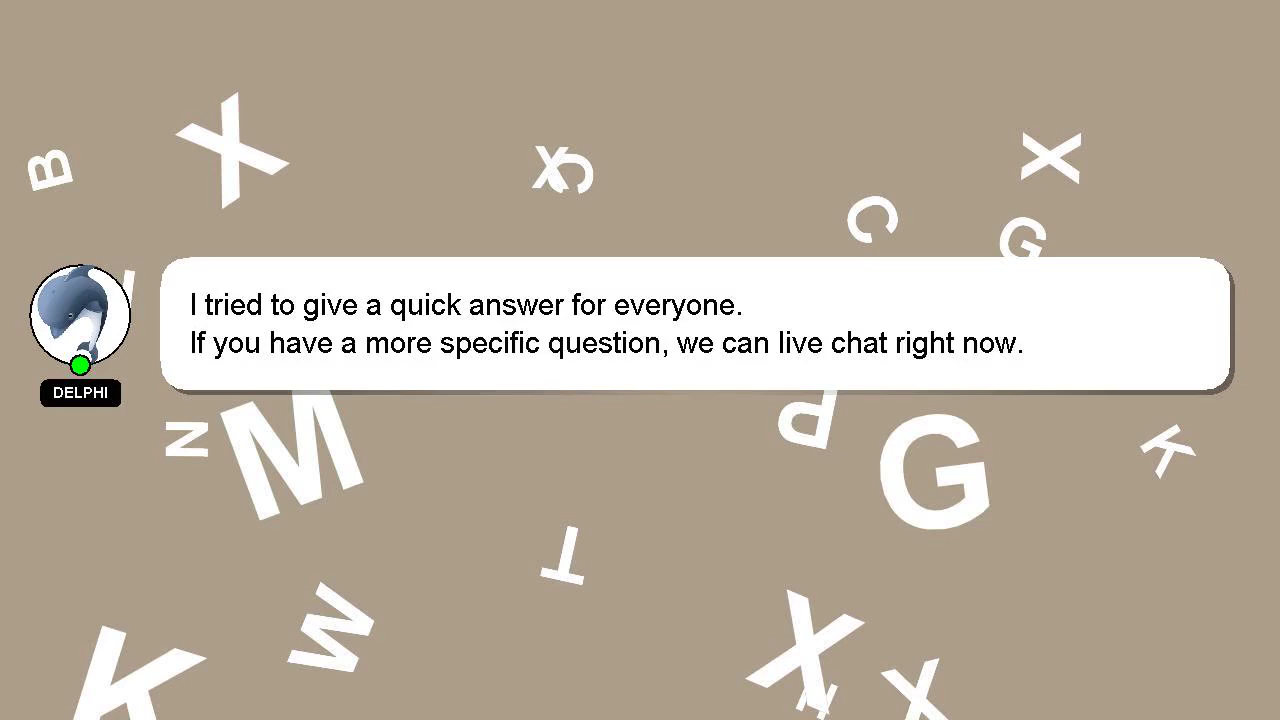 B
X
X
C
X
C
G
I tried to give a quick answer for everyone.
If you have a more specific question, we can live chat right now.
DELPHI
N
M
P
G
K
T
W
K
X
X